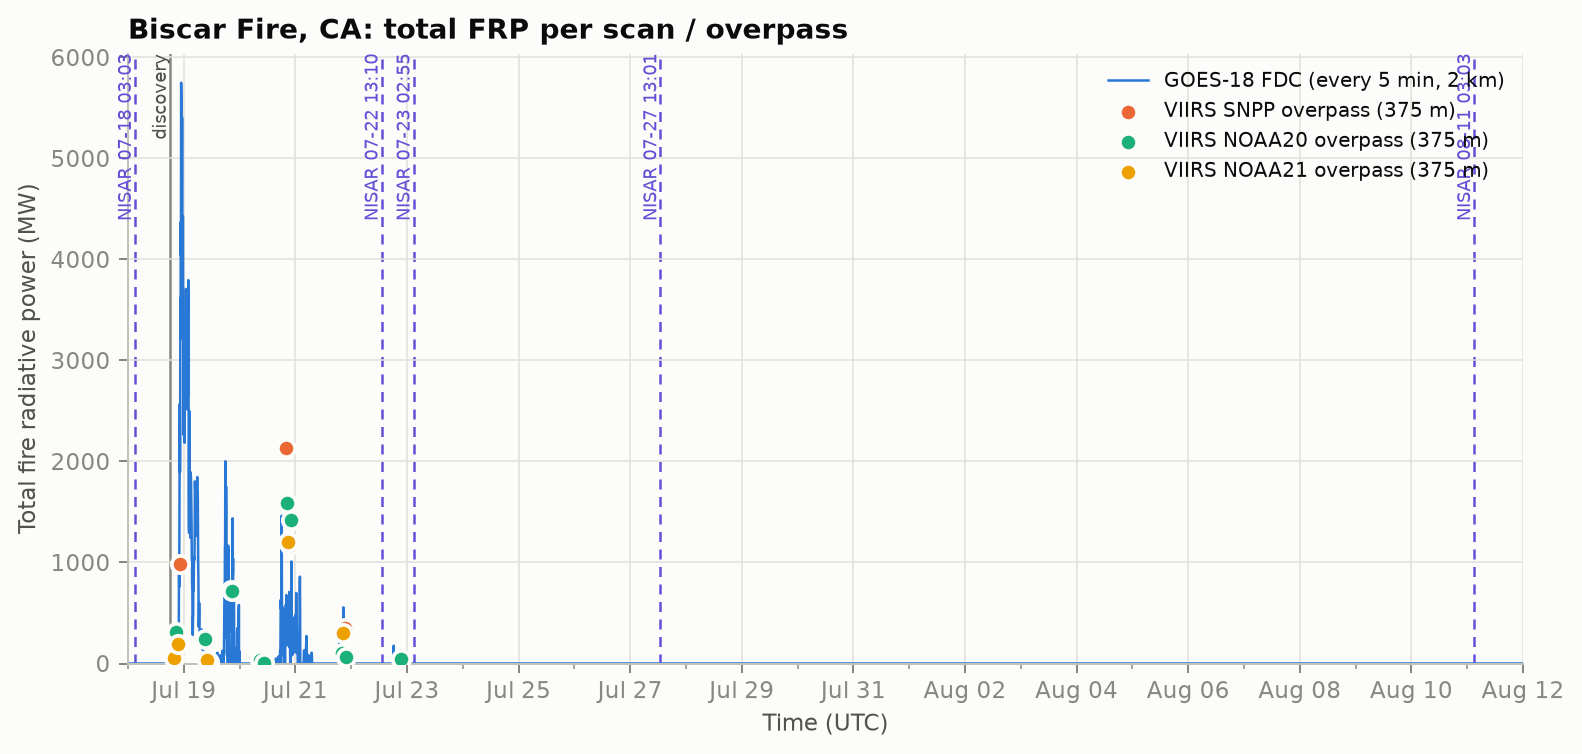 Biscar Fire, CA: total FRP per scan / overpass
Total fire radiative power (MW)
6000
5000
4000
3000
2000
1000
0
NISAR 07-18 03:03
discovery
NISAR 07-22 13:10
NISAR 07-23 02:55
NISAR 07-27 13:01
NISAR 08-11 03:03
GOES-18 FDC (every 5 min, 2 km)
VIIRS SNPP overpass (375 m)
VIIRS NOAA20 overpass (375 m)
VIIRS NOAA21 overpass (375 m)
Jul 19
Jul 21
Jul 23
Jul 25
Jul 27
Jul 29
Jul 31
Aug 02
Aug 04
Aug 06
Aug 08
Aug 10
Aug 12
Time (UTC)